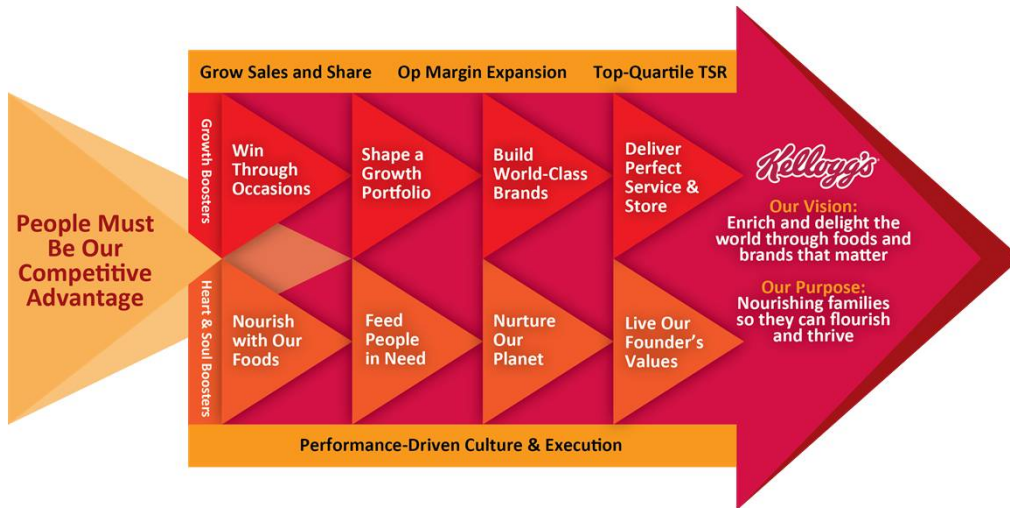 Grow Sales and Share
Op Margin Expansion
Top-Quartile TSR
People Must
Be Our
Competitive
Advantage
Growth Boosters
Win
Through
Occasions
Shape a
Growth
Portfolio
Build
World-Class
Brands
Deliver
Perfect
Service &
Store
Heart & Soul Boosters
Nourish
with Our
Foods
Feed
People
in Need
Nurture
Our
Planet
Live Our
Founder's
Values
Kellogg's
Our Vision:
Enrich and delight the
world through foods and
brands that matter
Our Purpose:
Nourishing families
so they can flourish
and thrive
Performance-Driven Culture & Execution